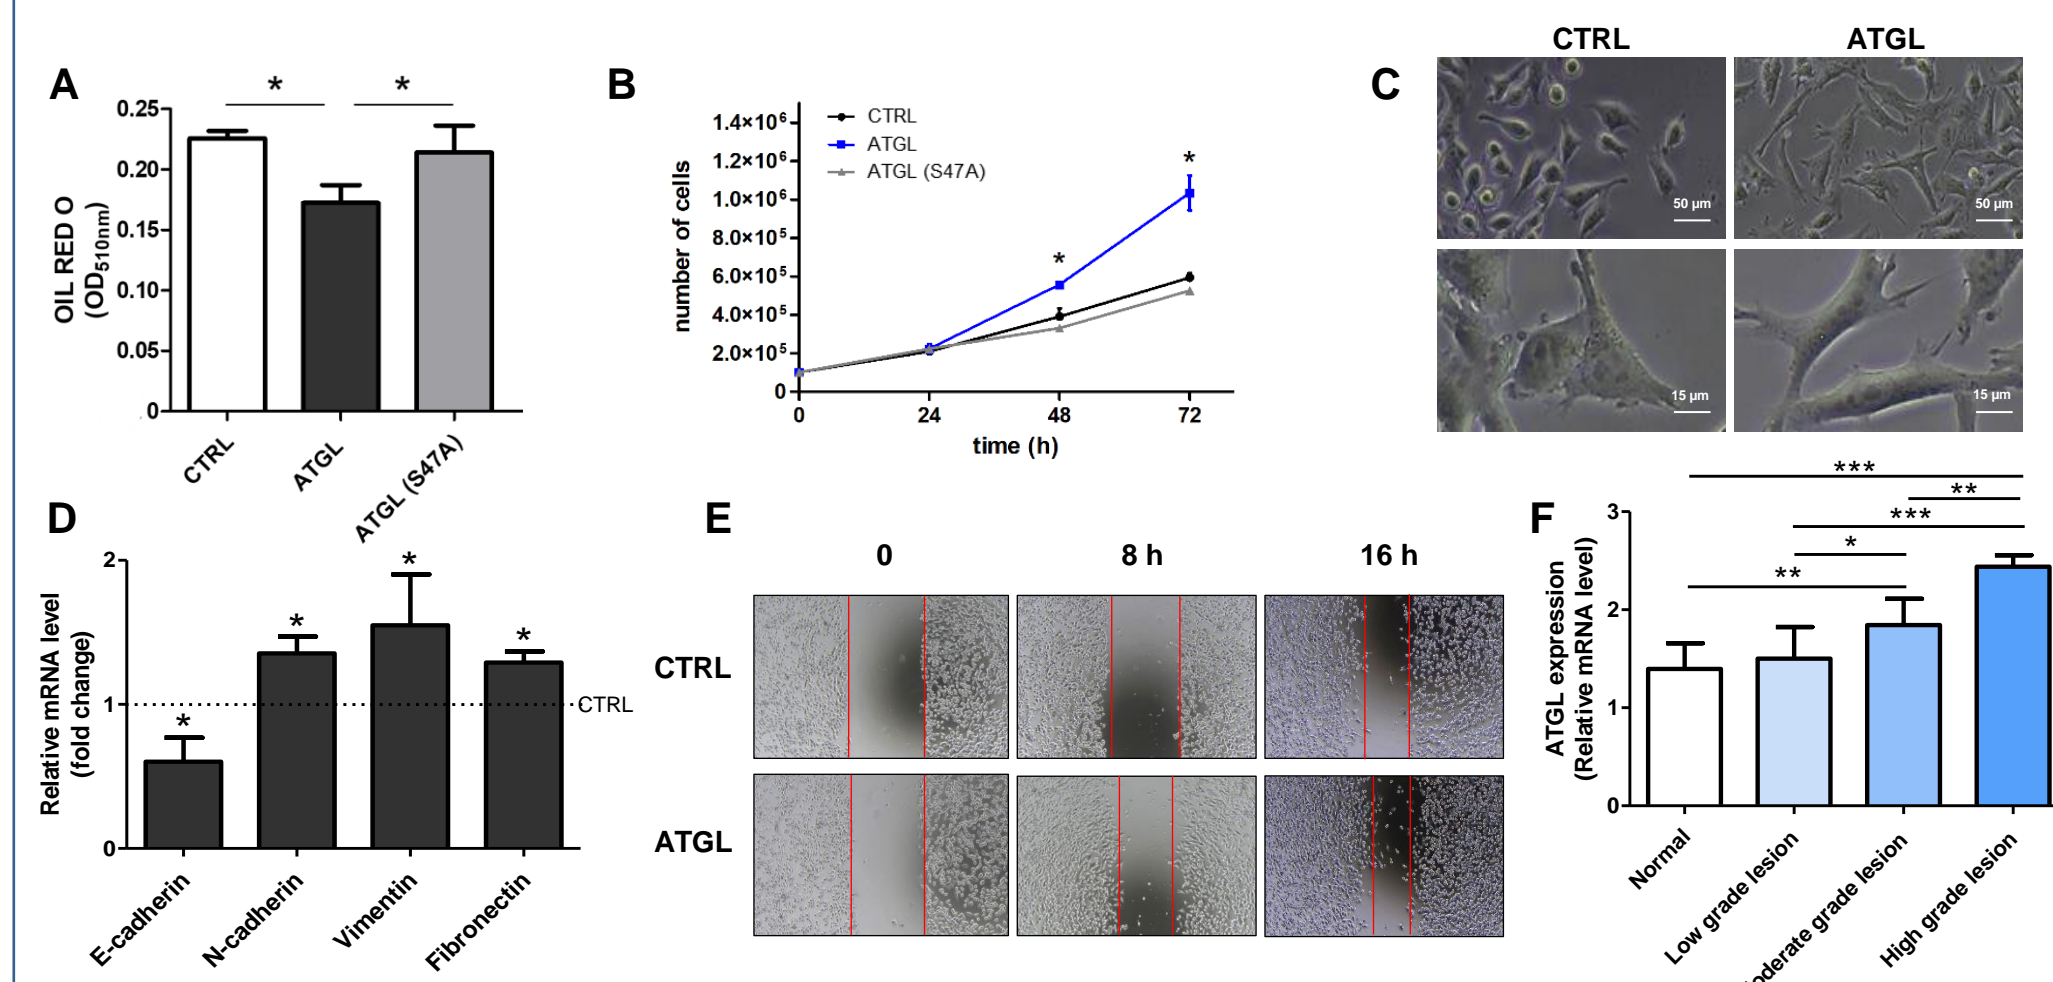 A
* *
0.25
0.20
0.15
0.10
0.05
0
OIL RED O
(OD510nm)
CTRL
ATGL
ATGL (S47A)
B
1.4×10⁶
1.2×10⁶
1.0×10⁶
8.0×10⁵
6.0×10⁵
4.0×10⁵
2.0×10⁵
0
number of cells
CTRL
ATGL
ATGL (S47A)
*
*
0 24 48 72
time (h)
C
CTRL ATGL
50 µm 50 µm
15 µm 15 µm
D
2
1
0
Relative mRNA level
(fold change)
* * * *
CTRL
E-cadherin
N-cadherin
Vimentin
Fibronectin
E
0 8 h 16 h
CTRL
ATGL
F
***
**
***
*
**
3
2
1
0
ATGL expression
(Relative mRNA level)
Normal
Low grade lesion
grade lesion
High grade lesion